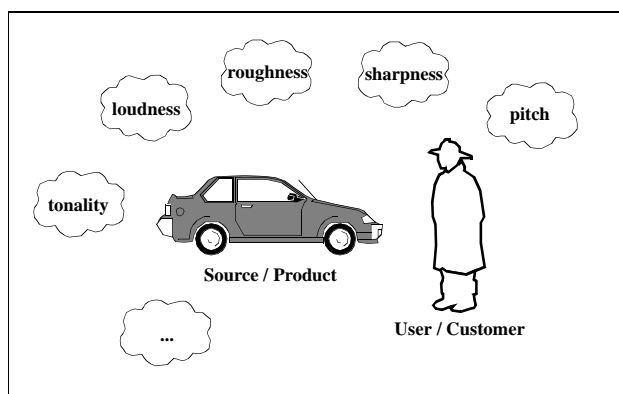 roughness
sharpness
loudness
pitch
tonality
Source / Product
User / Customer
...